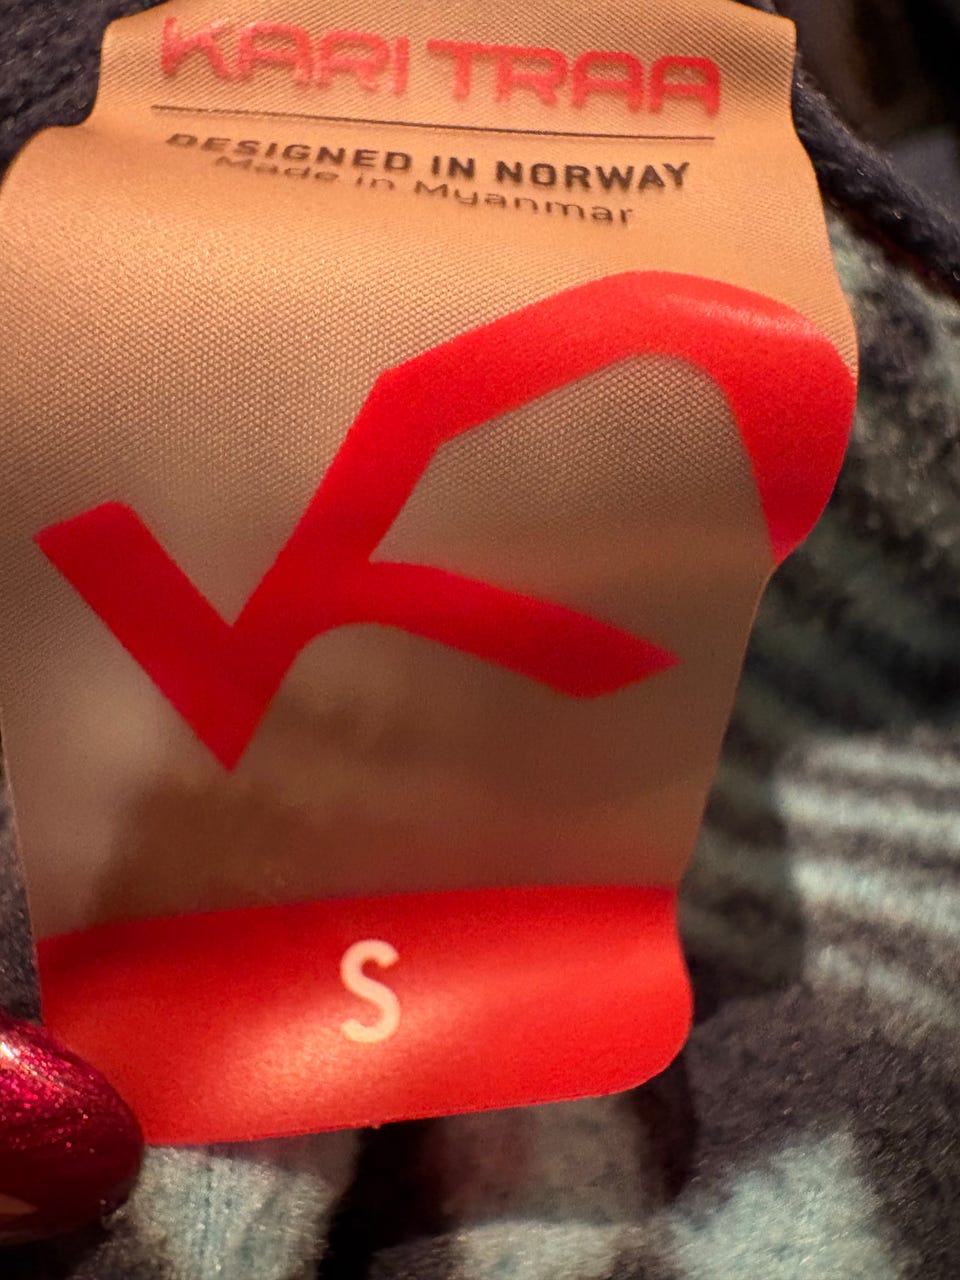 KARI TRAA
DESIGNED IN NORWAY
Made in Myanmar
S